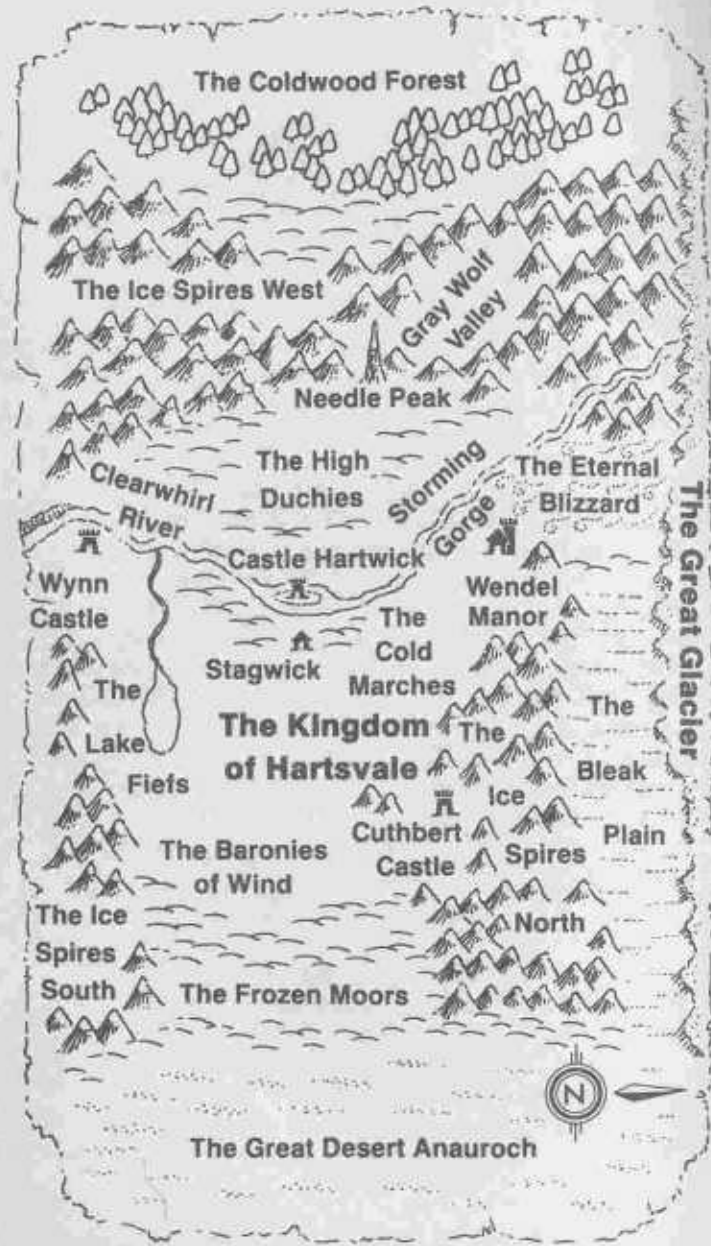 The Coldwood Forest
The Ice Spires West
Gray Wolf
Valley
Needle Peak
The High
Duchies
Clearwhirl
River
Storming
Gorge
The Eternal
Blizzard
The Great Glacier
Castle Hartwick
Wynn
Castle
Wendel
Manor
Stagwick
The
Cold
Marches
The
Lake
Fiefs
The Kingdom
of Hartsvale
The
Ice
Spires
North
The
Bleak
Plain
Cuthbert
Castle
The Baronies
of Wind
The Ice
Spires
South
The Frozen Moors
N
The Great Desert Anauroch